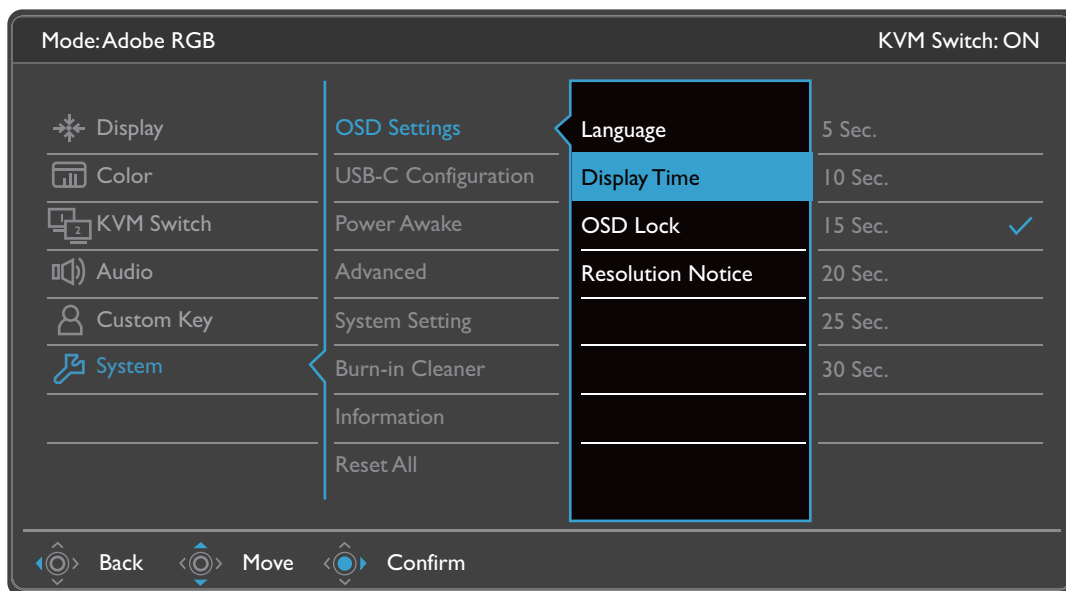 Mode: Adobe RGB
KVM Switch: ON
Display
Color
1
2
KVM Switch
Audio
Custom Key
System
OSD Settings
USB-C Configuration
Power Awake
Advanced
System Setting
Burn-in Cleaner
Information
Reset All
Language
Display Time
OSD Lock
Resolution Notice
5 Sec.
10 Sec.
15 Sec.
20 Sec.
25 Sec.
30 Sec.
Back
Move
Confirm